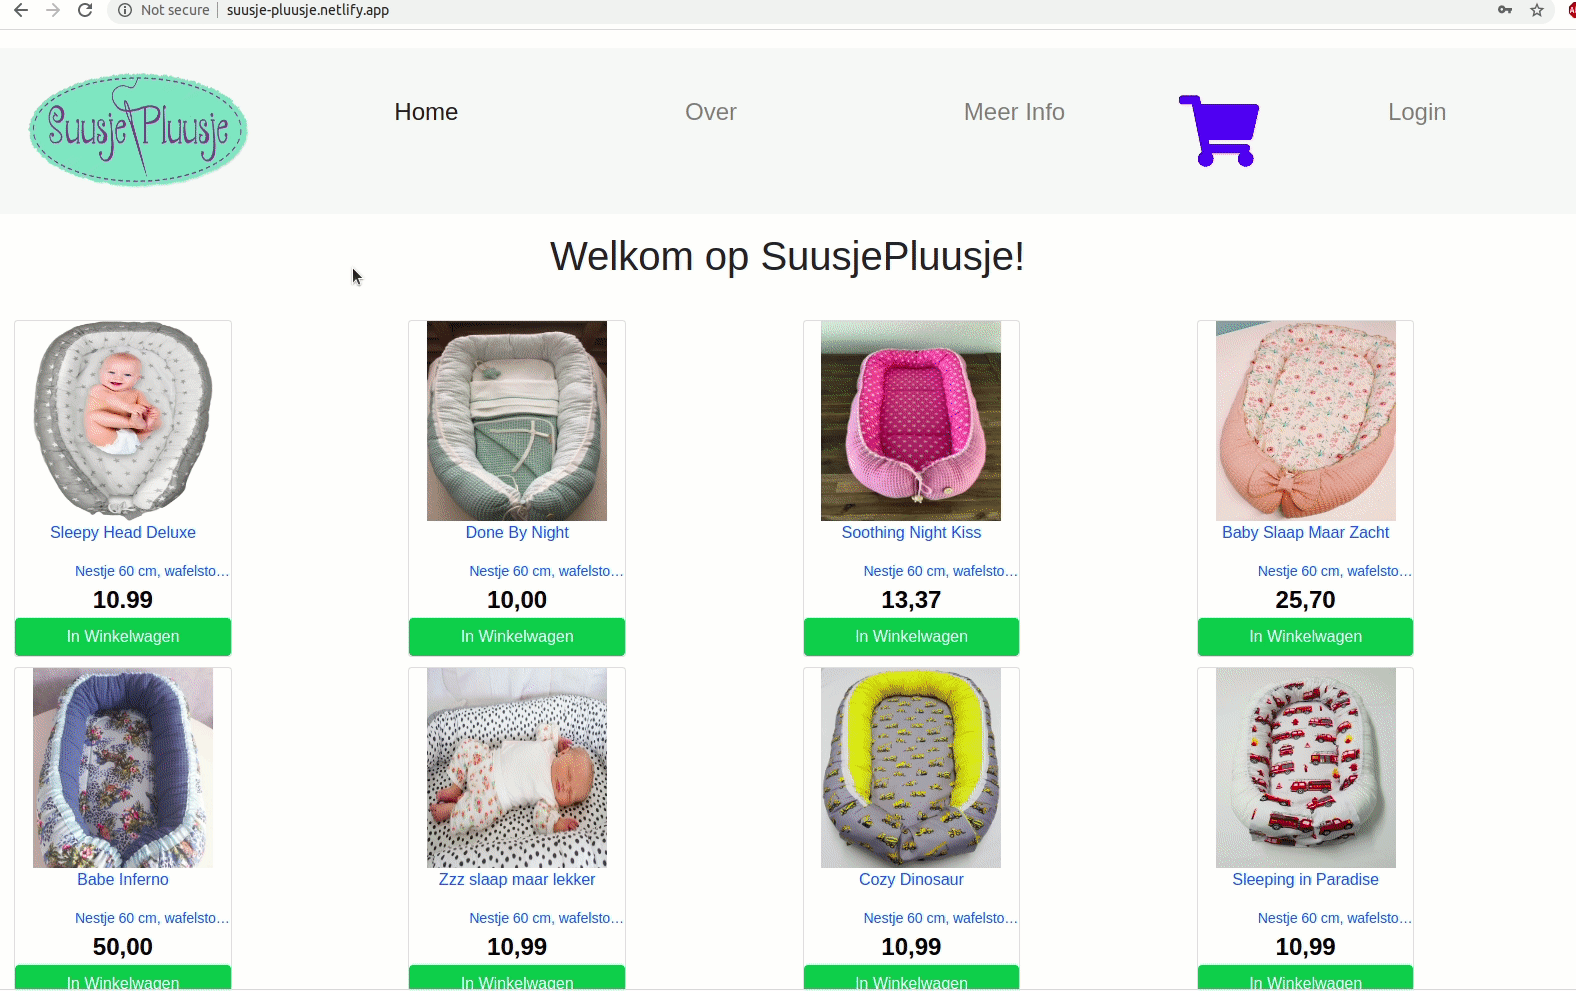 Not secure suusje-pluusje.netlify.app
Suusje Pluusje
Home Over Meer Info Login
Welkom op SuusjePluusje!
Sleepy Head Deluxe Done By Night Soothing Night Kiss Baby Slaap Maar Zacht
Nestje 60 cm, wafelsto... Nestje 60 cm, wafelsto... Nestje 60 cm, wafelsto... Nestje 60 cm, wafelsto...
10.99 10,00 13,37 25,70
In Winkelwagen In Winkelwagen In Winkelwagen In Winkelwagen
Babe Inferno Zzz slaap maar lekker Cozy Dinosaur Sleeping in Paradise
Nestje 60 cm, wafelsto... Nestje 60 cm, wafelsto... Nestje 60 cm, wafelsto... Nestje 60 cm, wafelsto...
50,00 10,99 10,99 10,99
In Winkelwagen In Winkelwagen In Winkelwagen In Winkelwagen